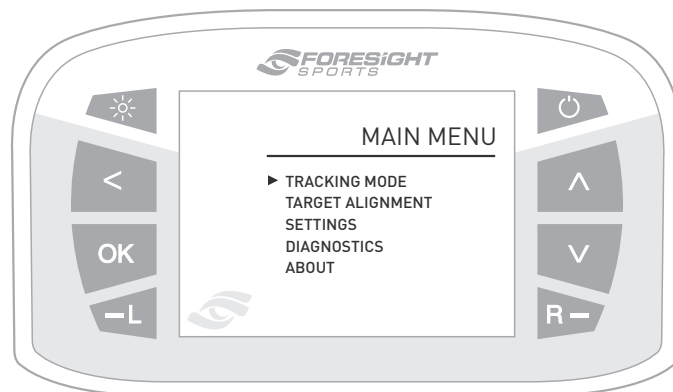 FORESiGHT
SPORTS
MAIN MENU
► TRACKING MODE
TARGET ALIGNMENT
SETTINGS
DIAGNOSTICS
ABOUT
<
OK
–L
^
v
R–